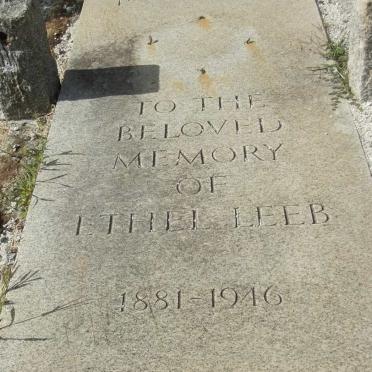 TO THE
BELOVED
MEMORY
OF
ETHEL LEEB
1881-1946